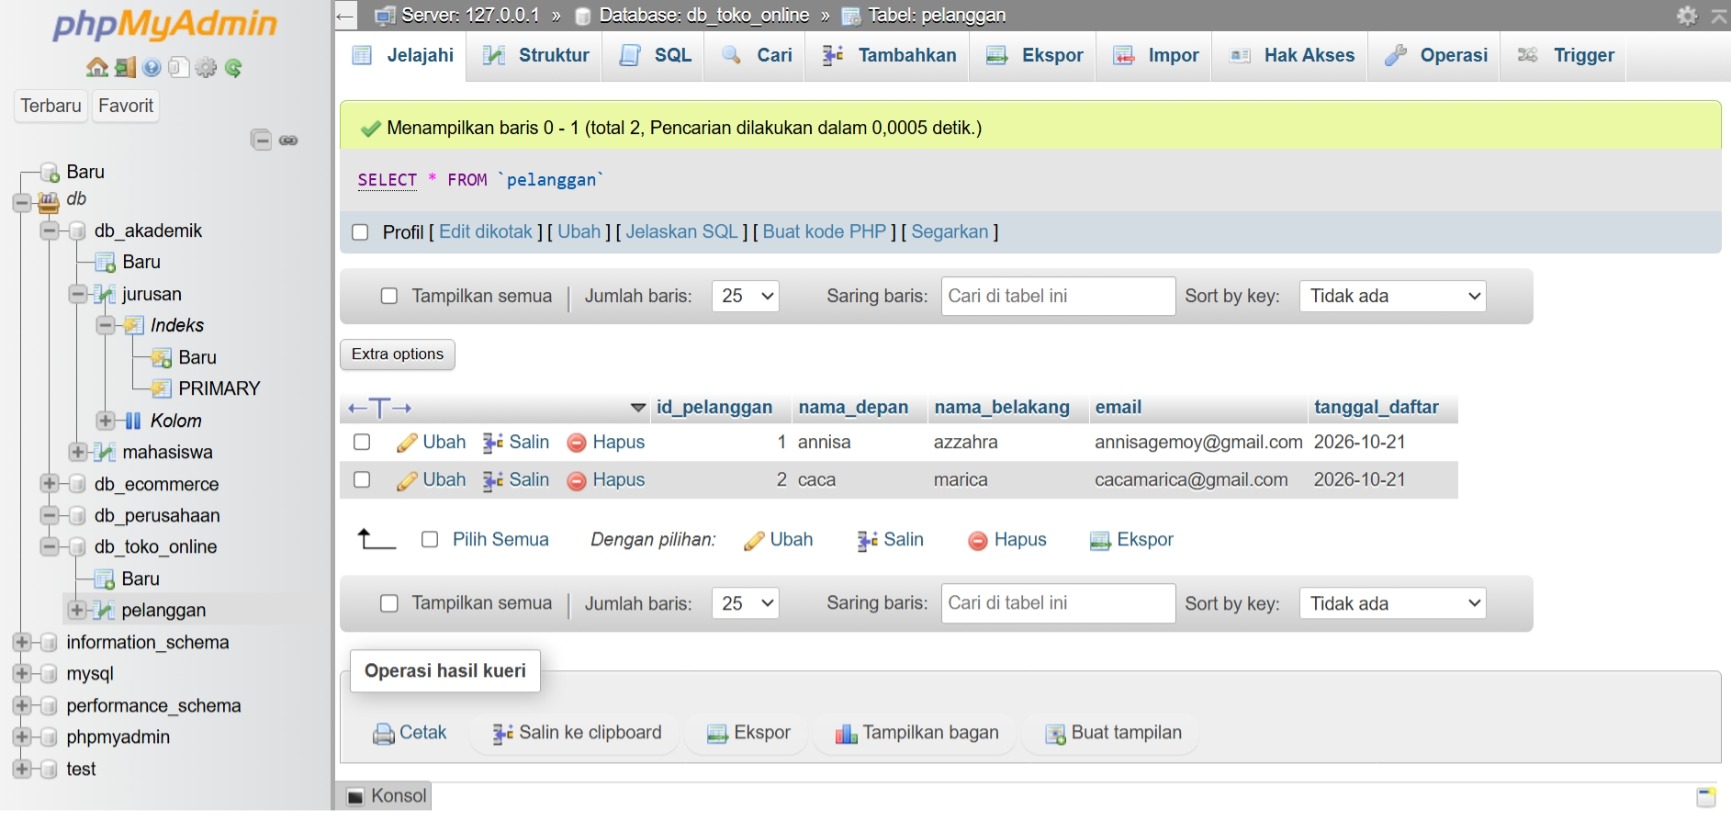 phpMyAdmin
Terbaru Favorit
Baru
db
db_akademik
Baru
jurusan
Indeks
Baru
PRIMARY
Kolom
mahasiswa
db_ecommerce
db_perusahaan
db_toko_online
Baru
pelanggan
information_schema
mysql
performance_schema
phpmyadmin
test
Server: 127.0.0.1 » Database: db_toko_online » Tabel: pelanggan
Jelajahi Struktur SQL Cari Tambahkan Ekspor Impor Hak Akses Operasi Trigger
Menampilkan baris 0 - 1 (total 2, Pencarian dilakukan dalam 0,0005 detik.)
SELECT * FROM `pelanggan`
Profil [ Edit dikotak ] [ Ubah ] [ Jelaskan SQL ] [ Buat kode PHP ] [ Segarkan ]
Tampilkan semua | Jumlah baris: 25 Saring baris: Cari di tabel ini Sort by key: Tidak ada
Extra options
←T→ id_pelanggan nama_depan nama_belakang email tanggal_daftar
Ubah Salin Hapus 1 annisa azzahra annisagemoy@gmail.com 2026-10-21
Ubah Salin Hapus 2 caca marica cacamarica@gmail.com 2026-10-21
Pilih Semua Dengan pilihan: Ubah Salin Hapus Ekspor
Tampilkan semua | Jumlah baris: 25 Saring baris: Cari di tabel ini Sort by key: Tidak ada
Operasi hasil kueri
Cetak Salin ke clipboard Ekspor Tampilkan bagan Buat tampilan
Konsol